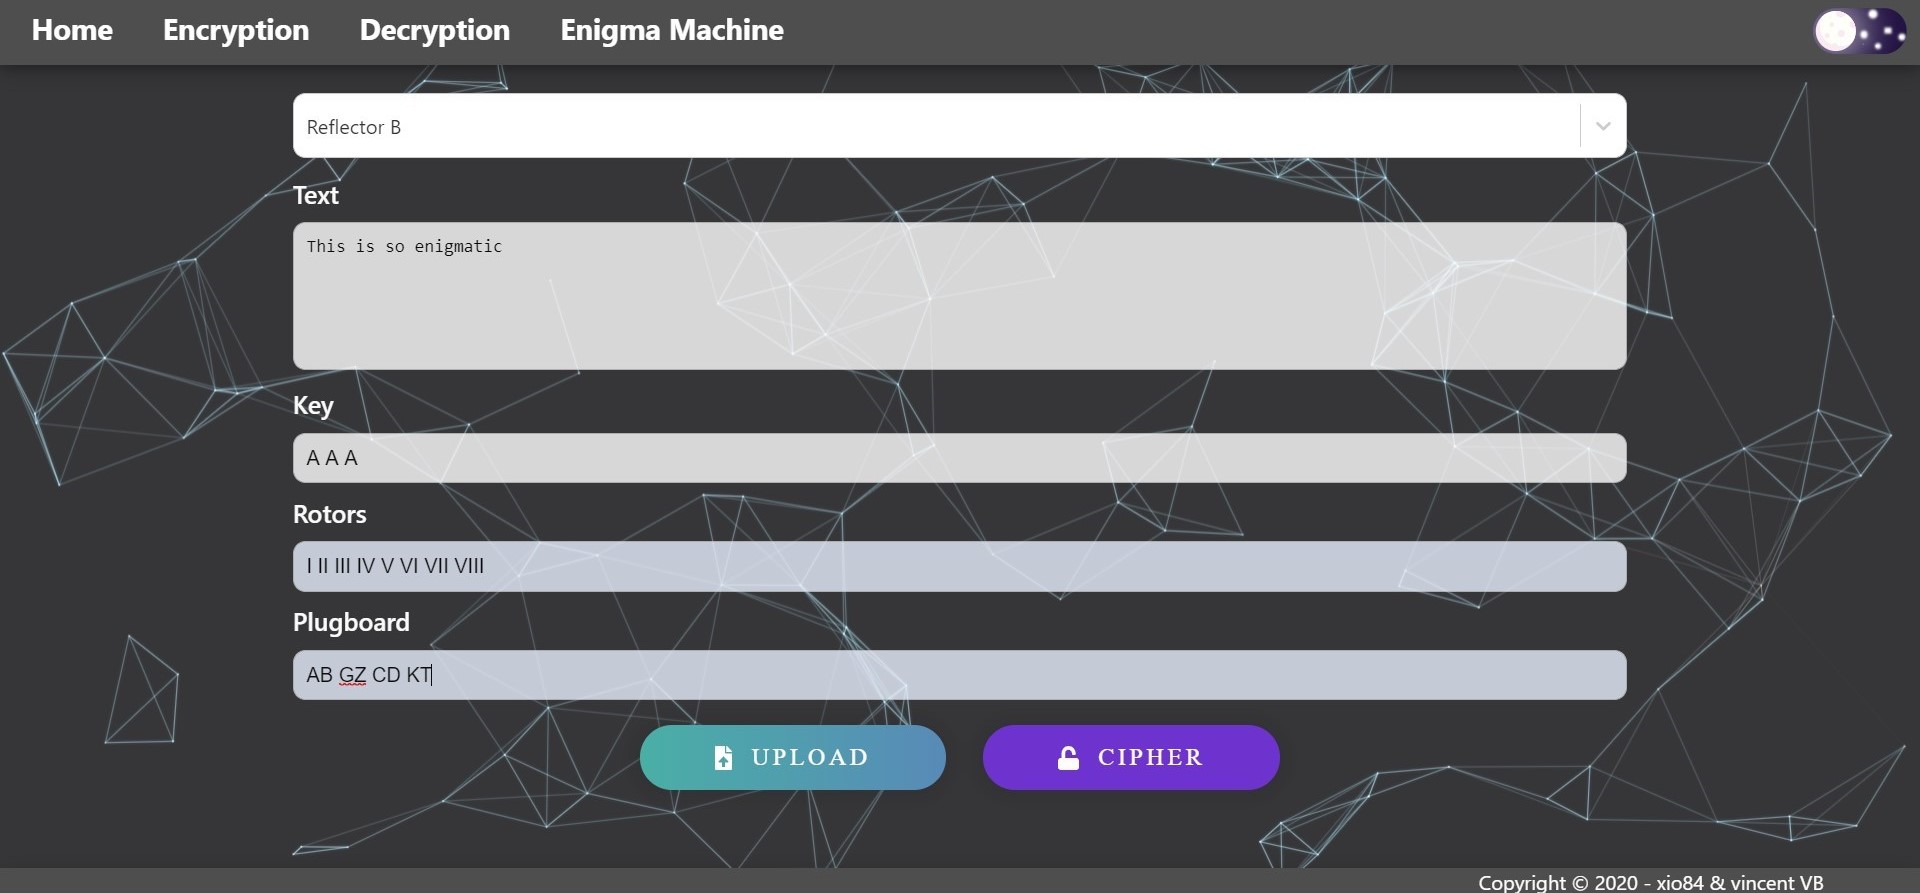 Home Encryption Decryption Enigma Machine
Reflector B
Text
This is so enigmatic
Key
A A A
Rotors
I II III IV V VI VII VIII
Plugboard
AB GZ CD KT
UPLOAD CIPHER
Copyright © 2020 - xio84 & vincent VB